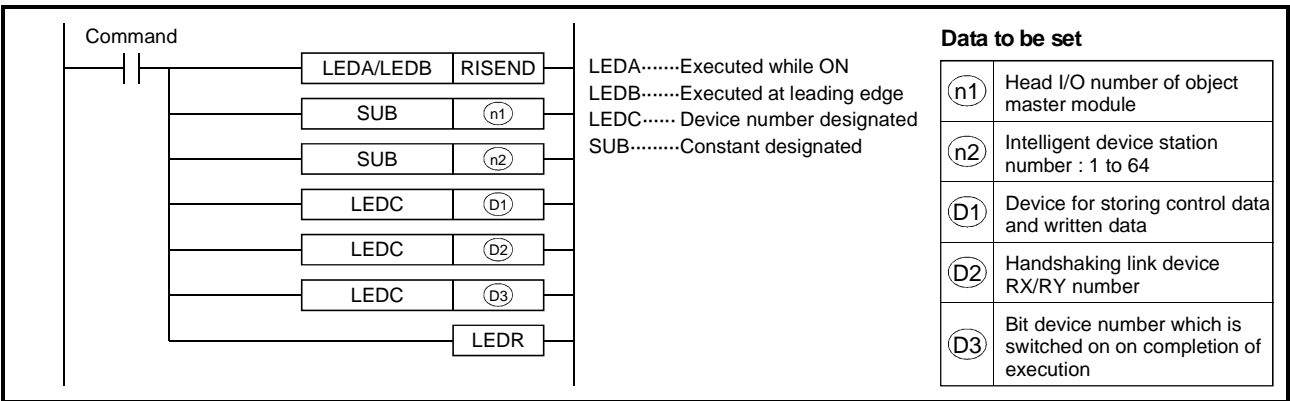 Command
LEDA/LEDB RISEND
SUB n1
SUB n2
LEDC D1
LEDC D2
LEDC D3
LEDR
LEDA·······Executed while ON
LEDB·······Executed at leading edge
LEDC······ Device number designated
SUB·········Constant designated
Data to be set
n1 Head I/O number of object
master module
n2 Intelligent device station
number : 1 to 64
D1 Device for storing control data
and written data
D2 Handshaking link device
RX/RY number
D3 Bit device number which is
switched on on completion of
execution